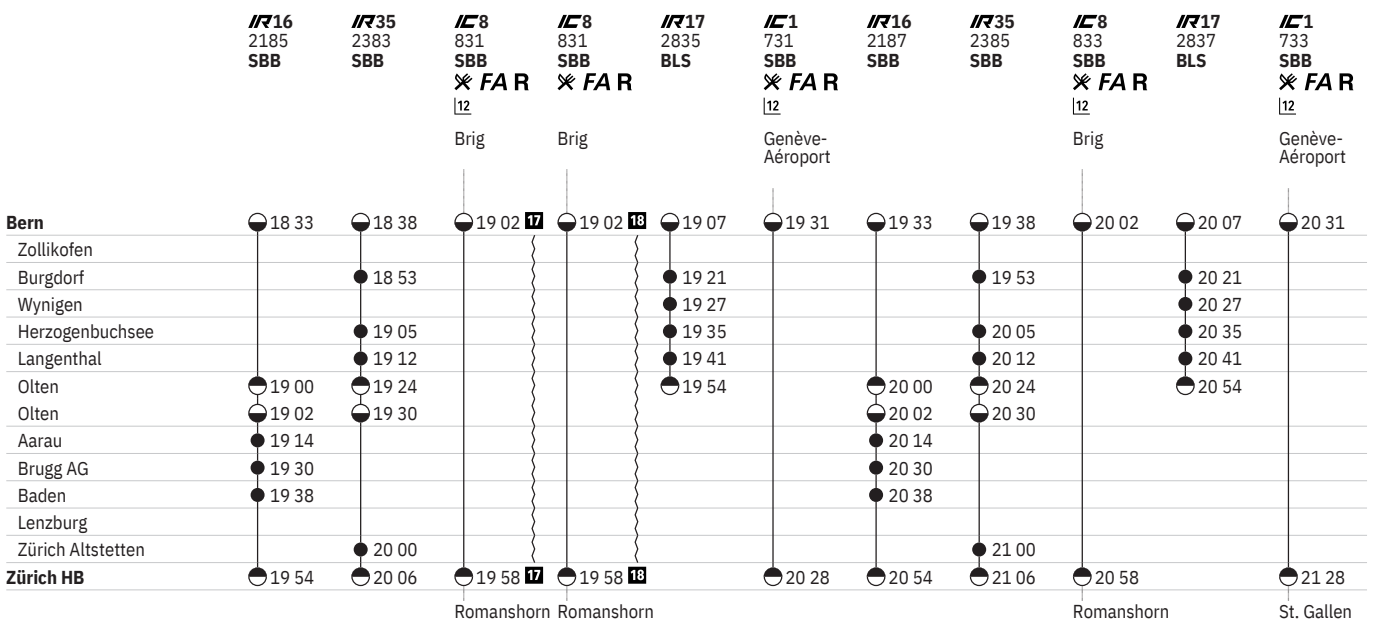 IR16 IR35 IC8 IC8 IR17 IC1 IR16 IR35 IC8 IR17 IC1
2185 2383 831 831 2835 731 2187 2385 833 2837 733
SBB SBB SBB SBB BLS SBB SBB SBB SBB BLS SBB
FA R FA R FA R FA R FA R
12 12 12 12
Brig Brig Genève- Brig Genève-
Aéroport Aéroport
Bern 18 33 18 38 19 02 17 19 02 18 19 07 19 31 19 33 19 38 20 02 20 07 20 31
Zollikofen
Burgdorf 18 53 19 21 19 53 20 21
Wynigen 19 27 20 27
Herzogenbuchsee 19 05 19 35 20 05 20 35
Langenthal 19 12 19 41 20 12 20 41
Olten 19 00 19 24 19 54 20 00 20 24 20 54
Olten 19 02 19 30 20 02 20 30
Aarau 19 14 20 14
Brugg AG 19 30 20 30
Baden 19 38 20 38
Lenzburg
Zürich Altstetten 20 00 21 00
Zürich HB 19 54 20 06 19 58 17 19 58 18 20 28 20 54 21 06 20 58 21 28
Romanshorn Romanshorn Romanshorn St. Gallen